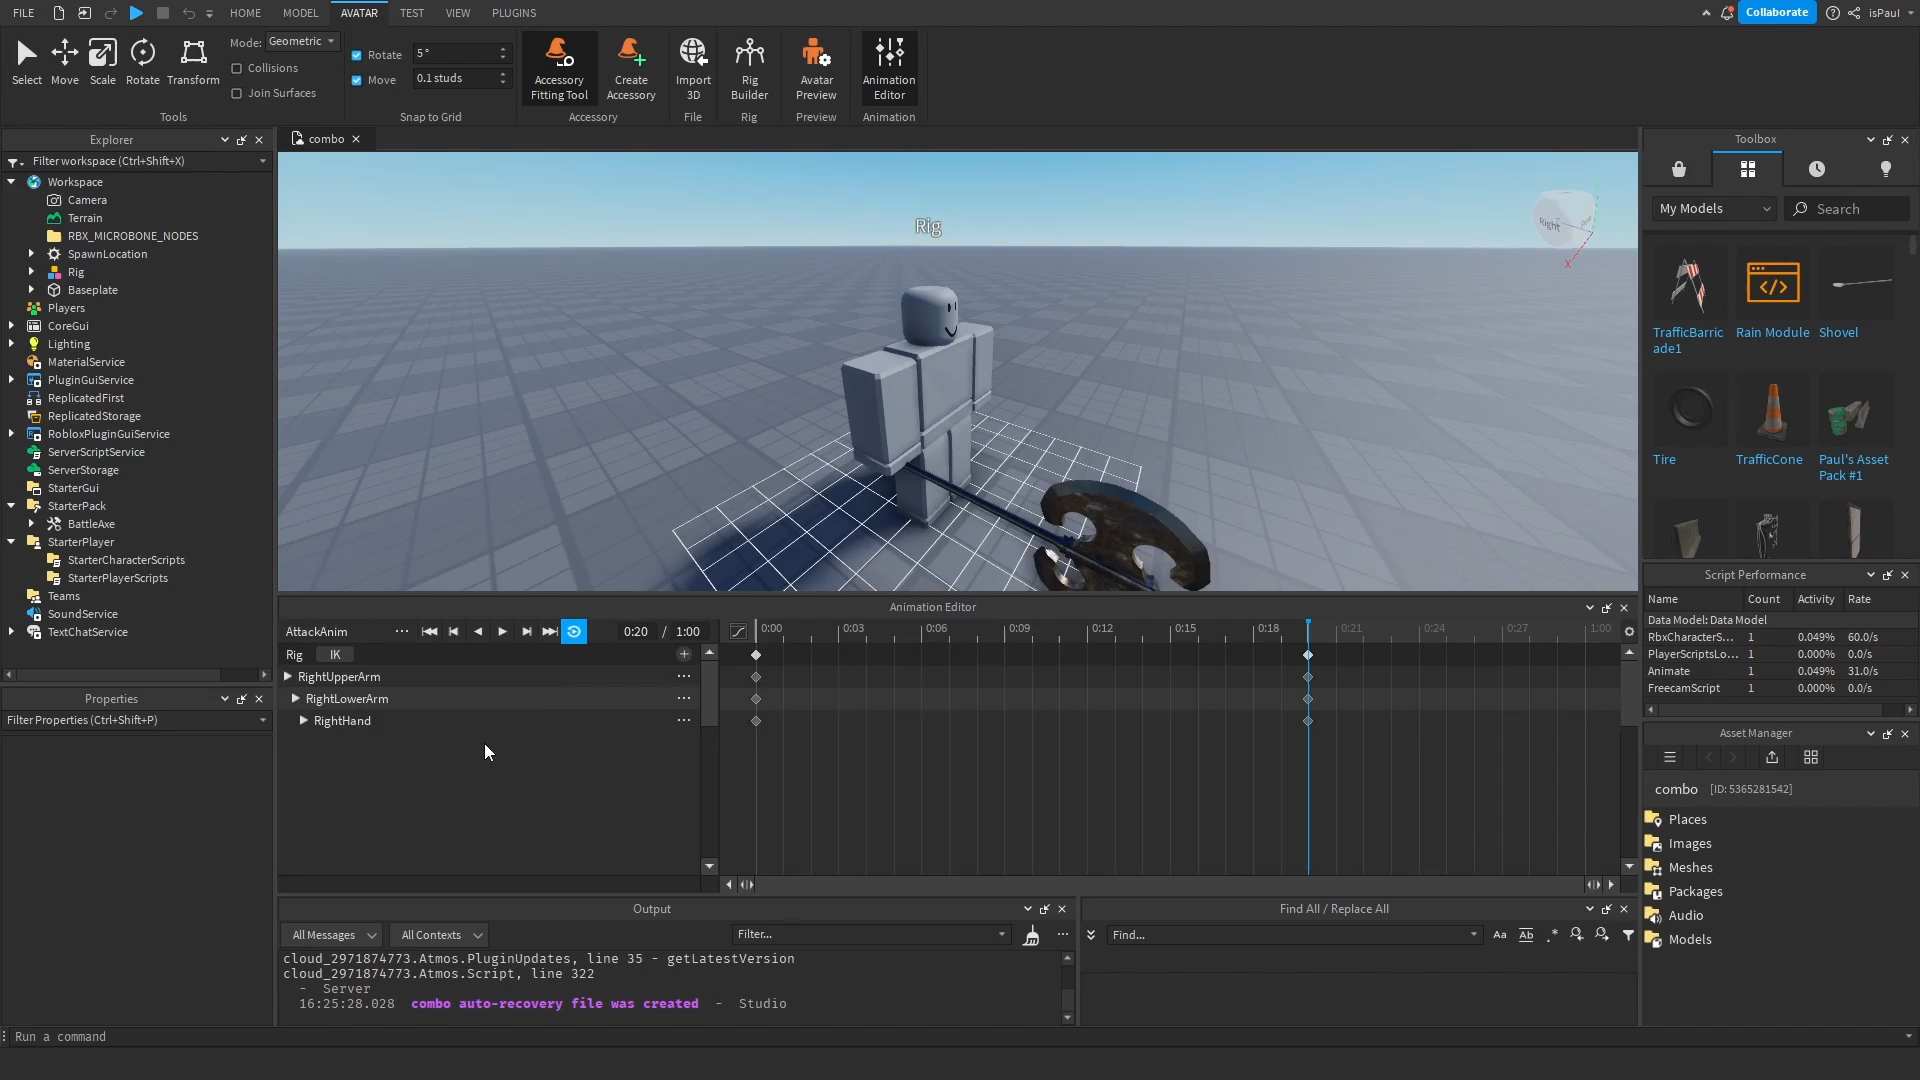 FILE
HOME
MODEL
AVATAR
TEST
VIEW
PLUGINS
Collaborate
isPaul
Select
Move
Scale
Rotate
Transform
Mode:
Geometric
Collisions
Join Surfaces
Tools
Rotate
5 °
Move
0.1 studs
Snap to Grid
Accessory
Fitting Tool
Create
Accessory
Accessory
Import
3D
File
Rig
Builder
Rig
Avatar
Preview
Preview
Animation
Editor
Animation
Explorer
Filter workspace (Ctrl+Shift+X)
Workspace
Camera
Terrain
RBX_MICROBONE_NODES
SpawnLocation
Rig
Baseplate
Players
CoreGui
Lighting
MaterialService
PluginGuiService
ReplicatedFirst
ReplicatedStorage
RobloxPluginGuiService
ServerScriptService
ServerStorage
StarterGui
StarterPack
BattleAxe
StarterPlayer
StarterCharacterScripts
StarterPlayerScripts
Teams
SoundService
TextChatService
Properties
Filter Properties (Ctrl+Shift+P)
combo
Rig
Right
X
Animation Editor
AttackAnim
0:20 / 1:00
0:00
0:03
0:06
0:09
0:12
0:15
0:18
0:21
0:24
0:27
1:00
Rig
IK
RightUpperArm
RightLowerArm
RightHand
Output
All Messages
All Contexts
Filter...
cloud_2971874773.Atmos.PluginUpdates, line 35 - getLatestVersion
cloud_2971874773.Atmos.Script, line 322
- Server
16:25:28.028 combo auto-recovery file was created - Studio
Find All / Replace All
Find...
Aa
Ab
.*
Toolbox
My Models
Search
TrafficBarric
ade1
Rain Module
Shovel
Tire
TrafficCone
Paul's Asset
Pack #1
Script Performance
Name
Count
Activity
Rate
Data Model: Data Model
RbxCharacterS... 1 0.049% 60.0/s
PlayerScriptsLo... 1 0.000% 0.0/s
Animate 1 0.049% 31.0/s
FreecamScript 1 0.000% 0.0/s
Asset Manager
combo [ID: 5365281542]
Places
Images
Meshes
Packages
Audio
Models
Run a command